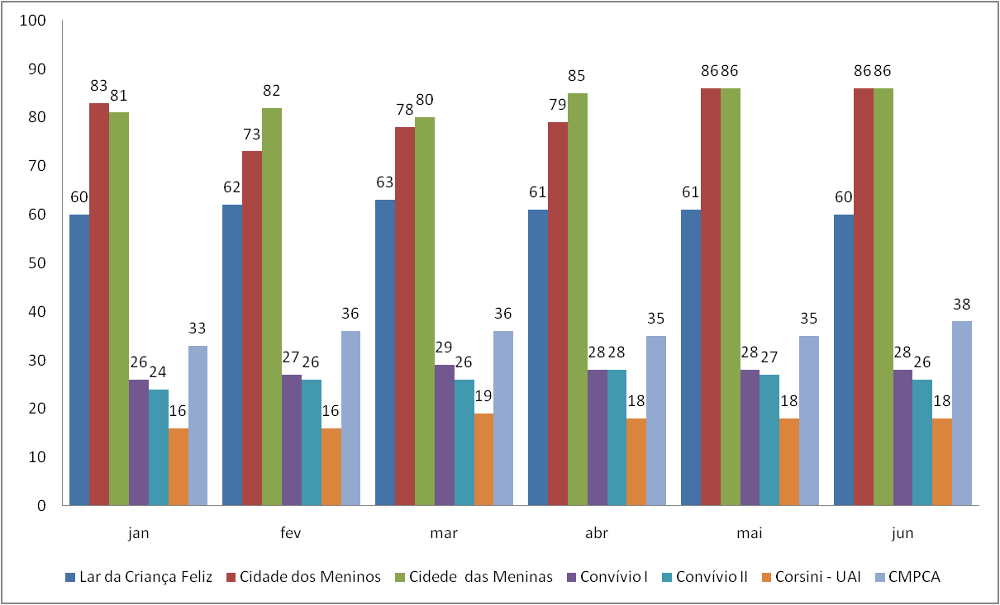 100
90
80
70
60
50
40
30
20
10
0
60 83 81 26 24 16 33
62 73 82 27 26 16 36
63 78 80 29 26 19 36
61 79 85 28 28 18 35
61 86 86 28 27 18 35
60 86 86 28 26 18 38
jan fev mar abr mai jun
Lar da Criança Feliz Cidade dos Meninos Cidede das Meninas Convívio I Convívio II Corsini - UAI CMPCA